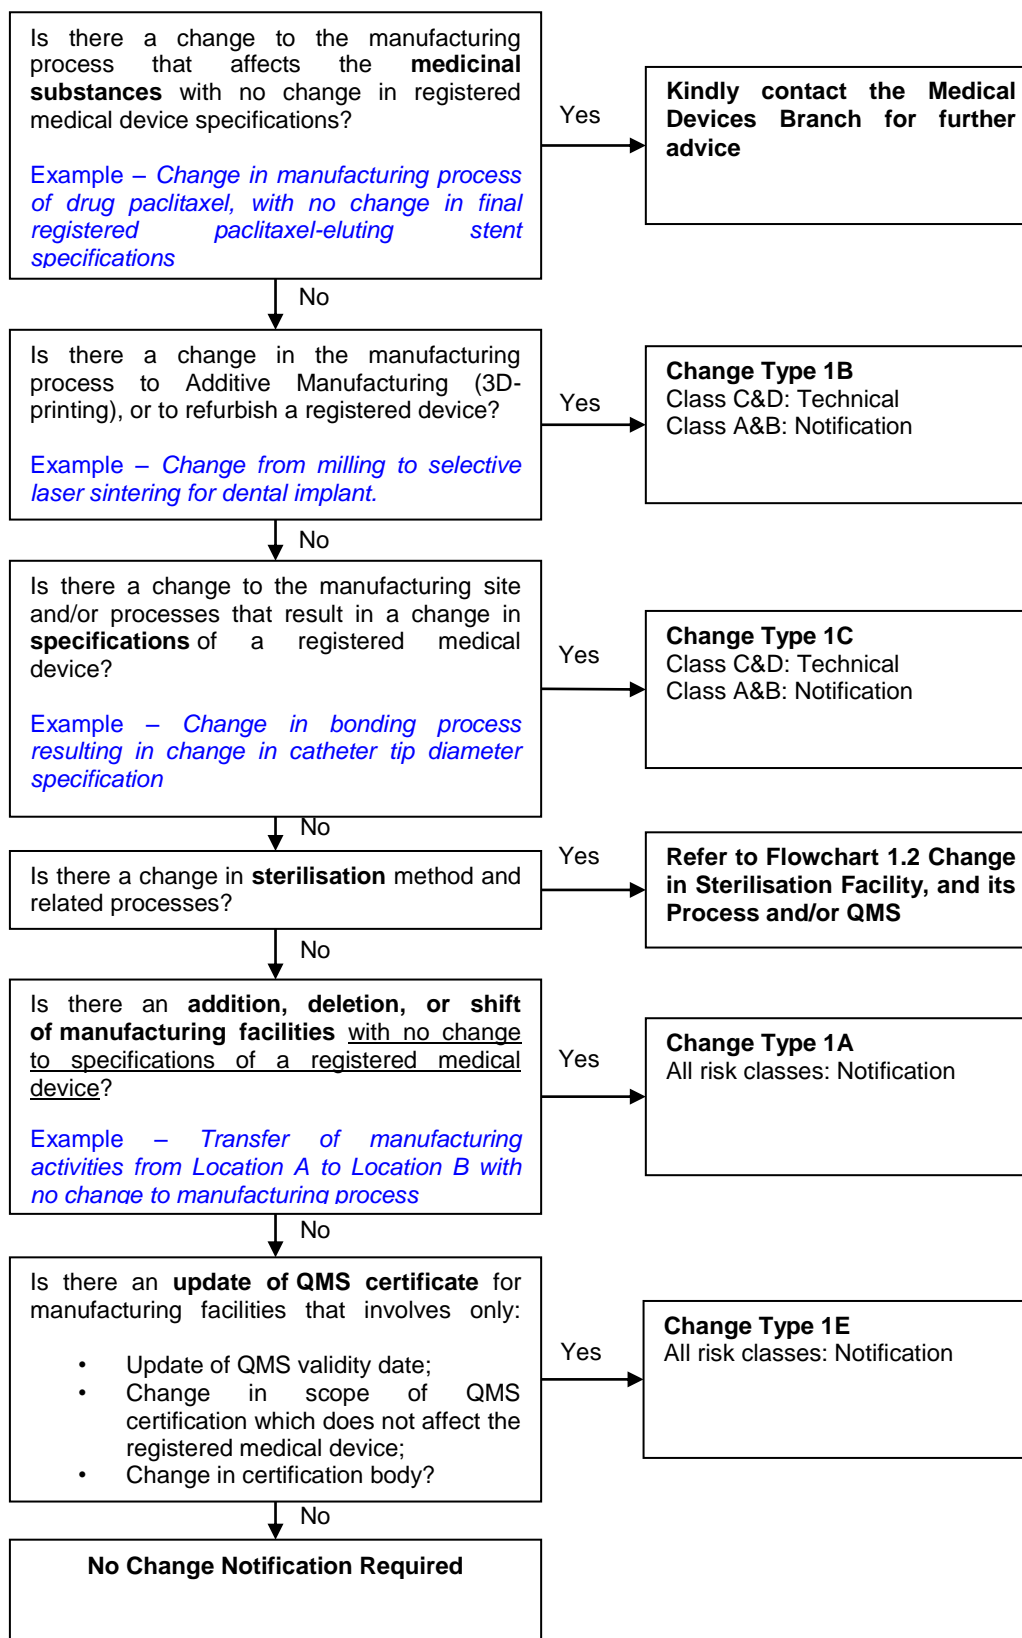 Is there a change to the manufacturing
process that affects the medicinal
substances with no change in registered
medical device specifications?
Example – Change in manufacturing process
of drug paclitaxel, with no change in final
registered paclitaxel-eluting stent
specifications
Yes
Kindly contact the Medical
Devices Branch for further
advice
No
Is there a change in the manufacturing
process to Additive Manufacturing (3D-
printing), or to refurbish a registered device?
Example – Change from milling to selective
laser sintering for dental implant.
Yes
Change Type 1B
Class C&D: Technical
Class A&B: Notification
No
Is there a change to the manufacturing site
and/or processes that result in a change in
specifications of a registered medical
device?
Example – Change in bonding process
resulting in change in catheter tip diameter
specification
Yes
Change Type 1C
Class C&D: Technical
Class A&B: Notification
No
Is there a change in sterilisation method and
related processes?
Yes
Refer to Flowchart 1.2 Change
in Sterilisation Facility, and its
Process and/or QMS
No
Is there an addition, deletion, or shift
of manufacturing facilities with no change
to specifications of a registered medical
device?
Example – Transfer of manufacturing
activities from Location A to Location B with
no change to manufacturing process
Yes
Change Type 1A
All risk classes: Notification
No
Is there an update of QMS certificate for
manufacturing facilities that involves only:
• Update of QMS validity date;
• Change in scope of QMS
certification which does not affect the
registered medical device;
• Change in certification body?
Yes
Change Type 1E
All risk classes: Notification
No
No Change Notification Required